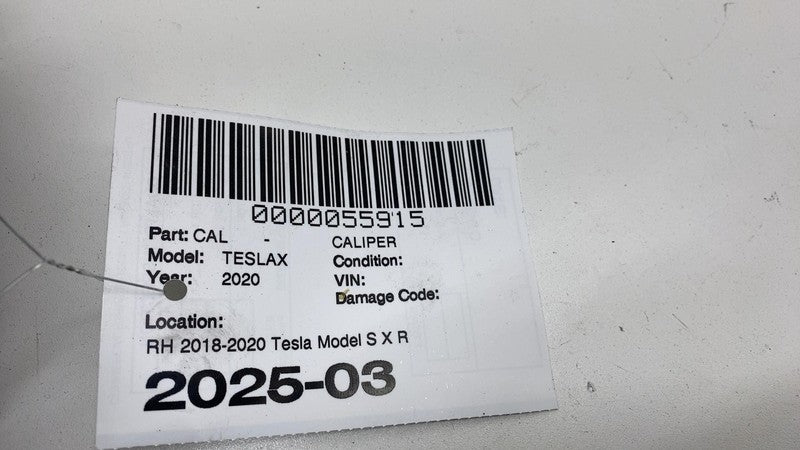 0000055915
Part: CAL - CALIPER
Model: TESLAX Condition:
Year: 2020 VIN:
Damage Code:
Location:
RH 2018-2020 Tesla Model S X R
2025-03